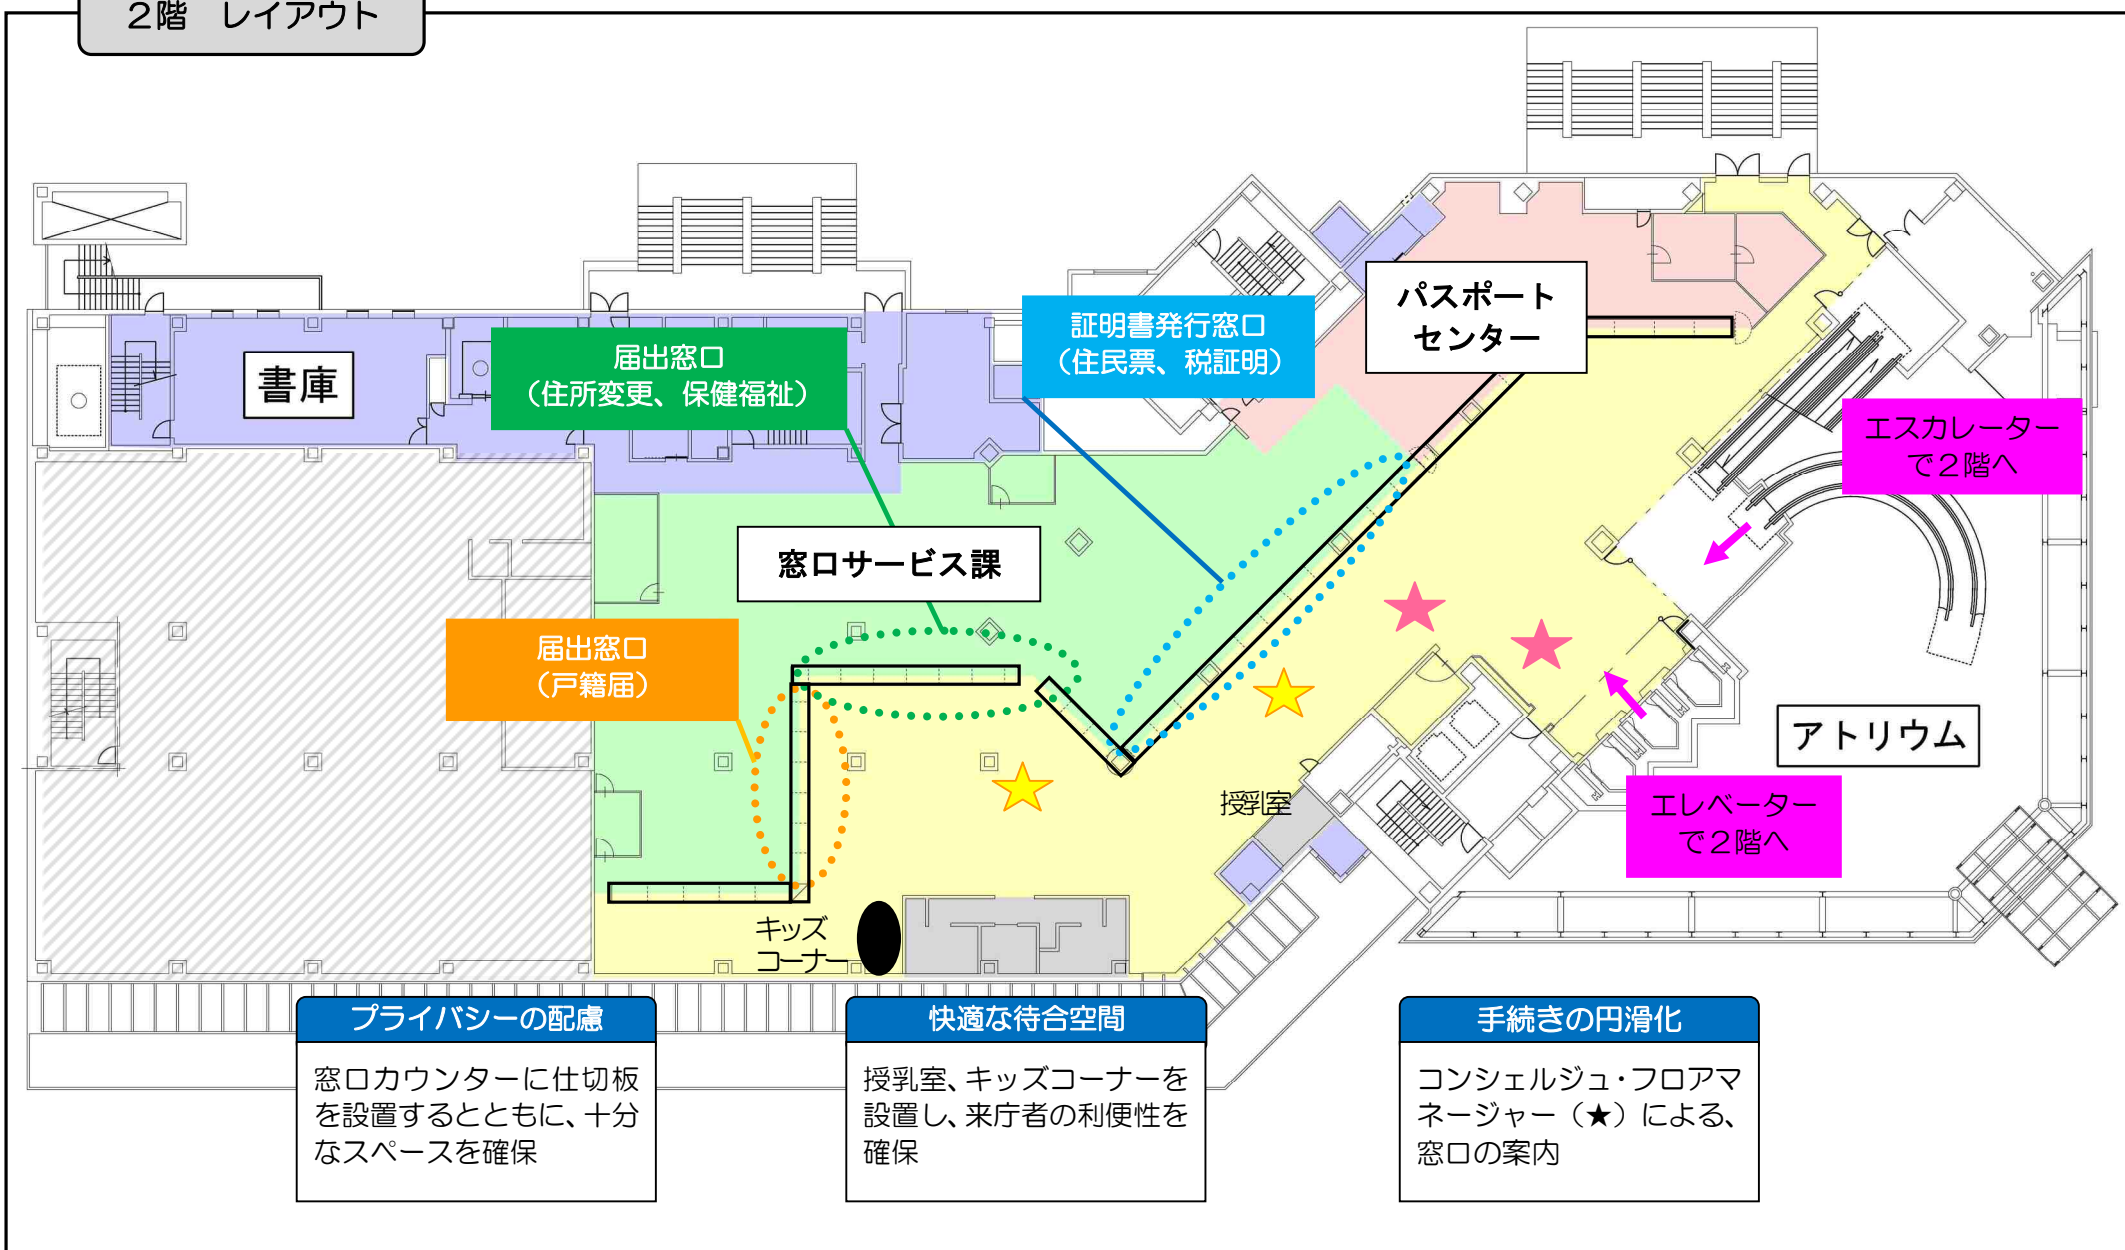 2階 レイアウト
書庫
届出窓口
（住所変更、保健福祉）
証明書発行窓口
（住民票、税証明）
パスポート
センター
エスカレーター
で2階へ
窓口サービス課
届出窓口
（戸籍届）
アトリウム
エレベーター
で2階へ
授乳室
キッズ
コーナー
プライバシーの配慮
窓口カウンターに仕切板
を設置するとともに、十分
なスペースを確保
快適な待合空間
授乳室、キッズコーナーを
設置し、来庁者の利便性を
確保
手続きの円滑化
コンシェルジュ・フロアマ
ネージャー（★）による、
窓口の案内